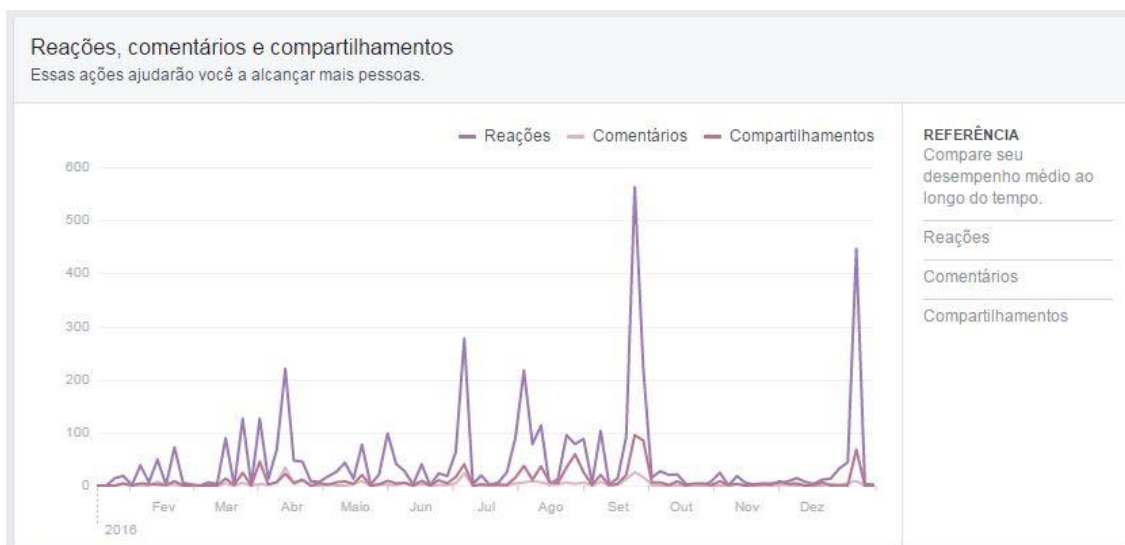 Reações, comentários e compartilhamentos
Essas ações ajudarão você a alcançar mais pessoas.
Reações Comentários Compartilhamentos
600
500
400
300
200
100
0
Fev Mar Abr Maio Jun Jul Ago Set Out Nov Dez
2016
REFERÊNCIA
Compare seu
desempenho médio ao
longo do tempo.
Reações
Comentários
Compartilhamentos